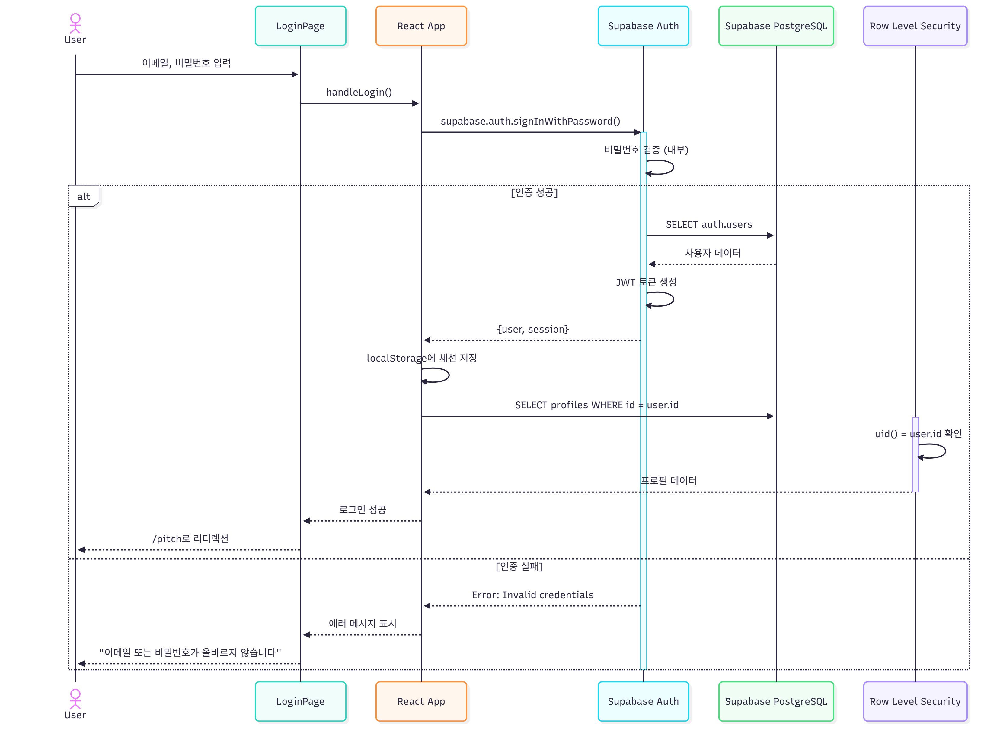 User
LoginPage
React App
Supabase Auth
Supabase PostgreSQL
Row Level Security
이메일, 비밀번호 입력
handleLogin()
supabase.auth.signInWithPassword()
비밀번호 검증 (내부)
alt
[인증 성공]
SELECT auth.users
사용자 데이터
JWT 토큰 생성
{user, session}
localStorage에 세션 저장
SELECT profiles WHERE id = user.id
uid() = user.id 확인
프로필 데이터
로그인 성공
/pitch로 리디렉션
[인증 실패]
Error: Invalid credentials
에러 메시지 표시
"이메일 또는 비밀번호가 올바르지 않습니다"
User
LoginPage
React App
Supabase Auth
Supabase PostgreSQL
Row Level Security